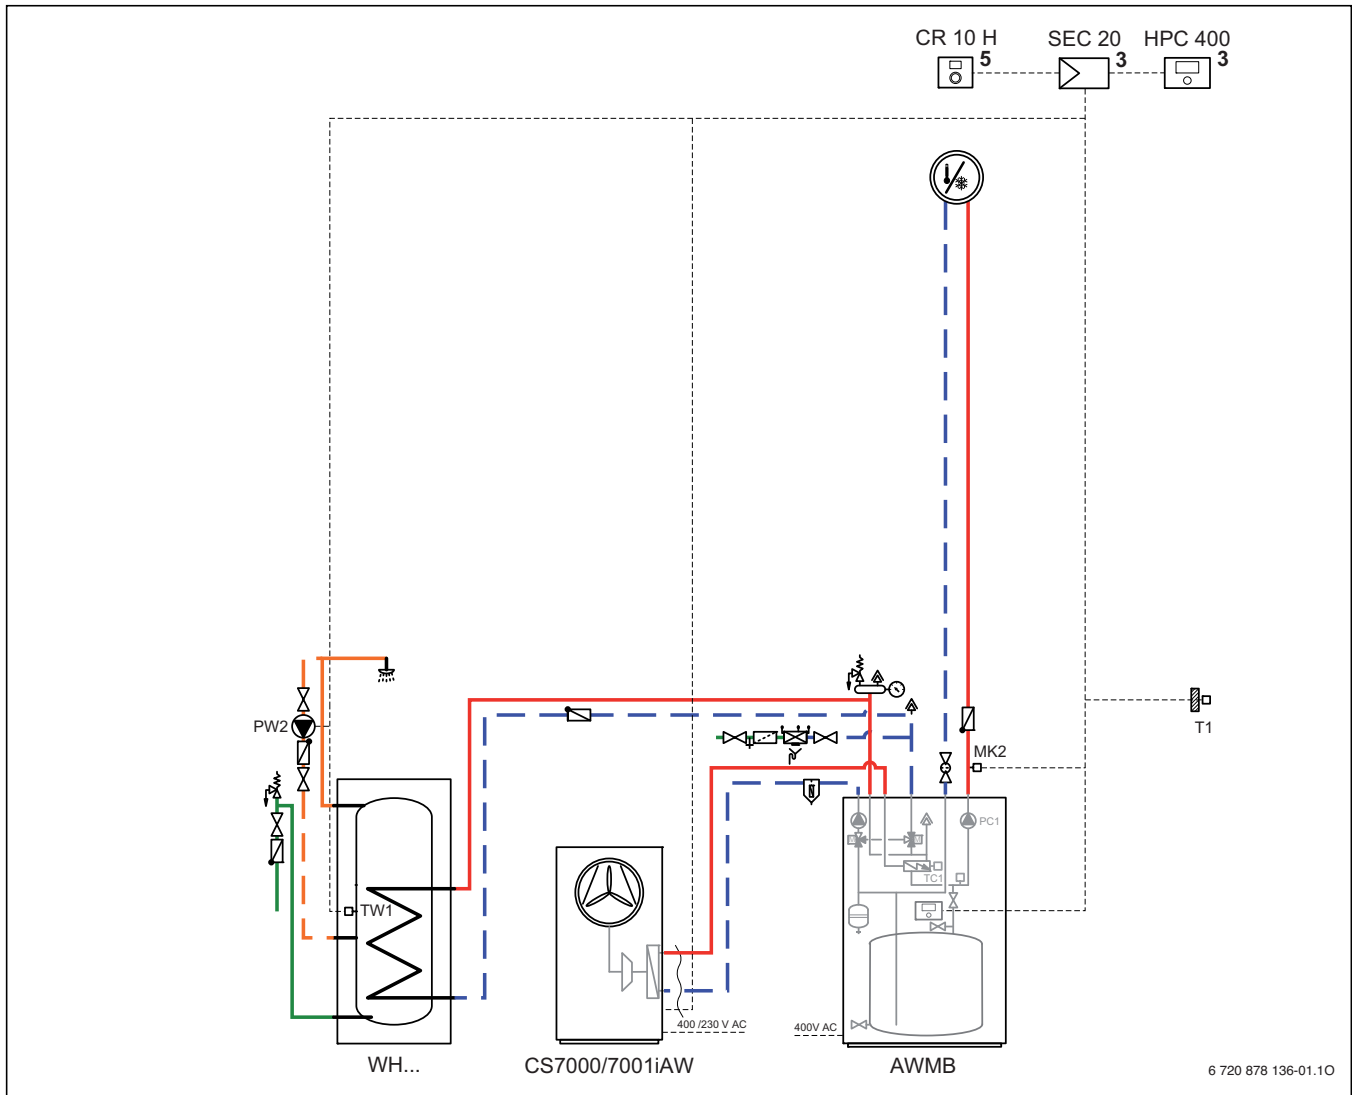 CR 10 H
5
SEC 20
3
HPC 400
3
T1
PW2
MK2
PC1
TC1
TW1
M
M
400 /230 V AC
400V AC
WH...
CS7000/7001iAW
AWMB
6 720 878 136-01.1O